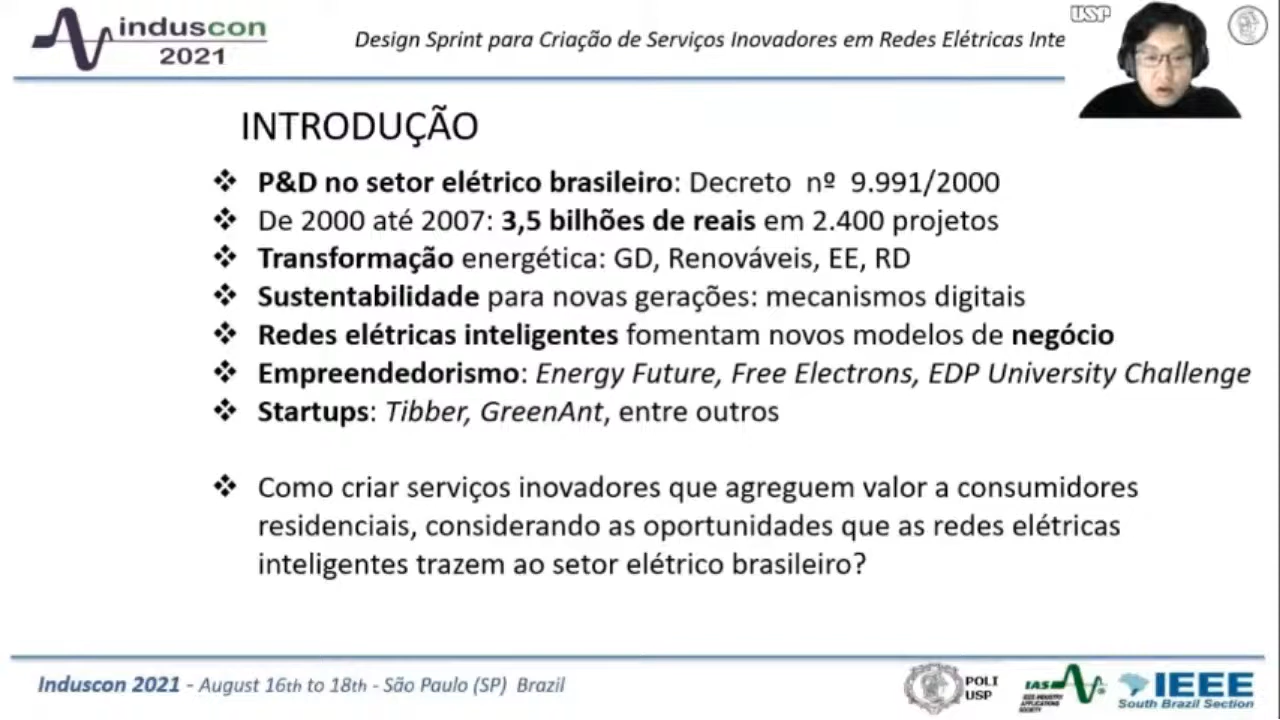 induscon
2021
Design Sprint para Criação de Serviços Inovadores em Redes Elétricas Inte
USP
INTRODUÇÃO
❖ P&D no setor elétrico brasileiro: Decreto nº 9.991/2000
❖ De 2000 até 2007: 3,5 bilhões de reais em 2.400 projetos
❖ Transformação energética: GD, Renováveis, EE, RD
❖ Sustentabilidade para novas gerações: mecanismos digitais
❖ Redes elétricas inteligentes fomentam novos modelos de negócio
❖ Empreendedorismo: Energy Future, Free Electrons, EDP University Challenge
❖ Startups: Tibber, GreenAnt, entre outros
❖ Como criar serviços inovadores que agreguem valor a consumidores
residenciais, considerando as oportunidades que as redes elétricas
inteligentes trazem ao setor elétrico brasileiro?
Induscon 2021 - August 16th to 18th - São Paulo (SP) Brazil
POLI
USP
IAS
IEEE INDUSTRY
APPLICATIONS
SOCIETY
IEEE
South Brazil Section